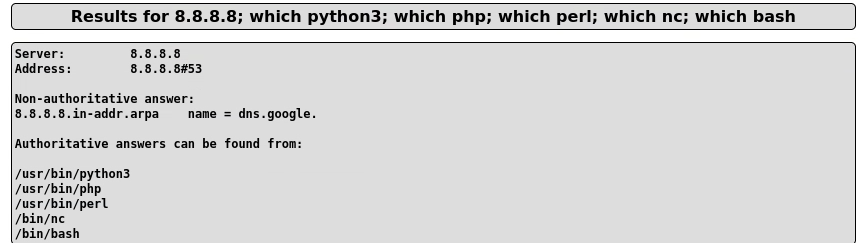 Results for 8.8.8.8; which python3; which php; which perl; which nc; which bash
Server:         8.8.8.8
Address:        8.8.8.8#53
Non-authoritative answer:
8.8.8.8.in-addr.arpa    name = dns.google.
Authoritative answers can be found from:
/usr/bin/python3
/usr/bin/php
/usr/bin/perl
/bin/nc
/bin/bash